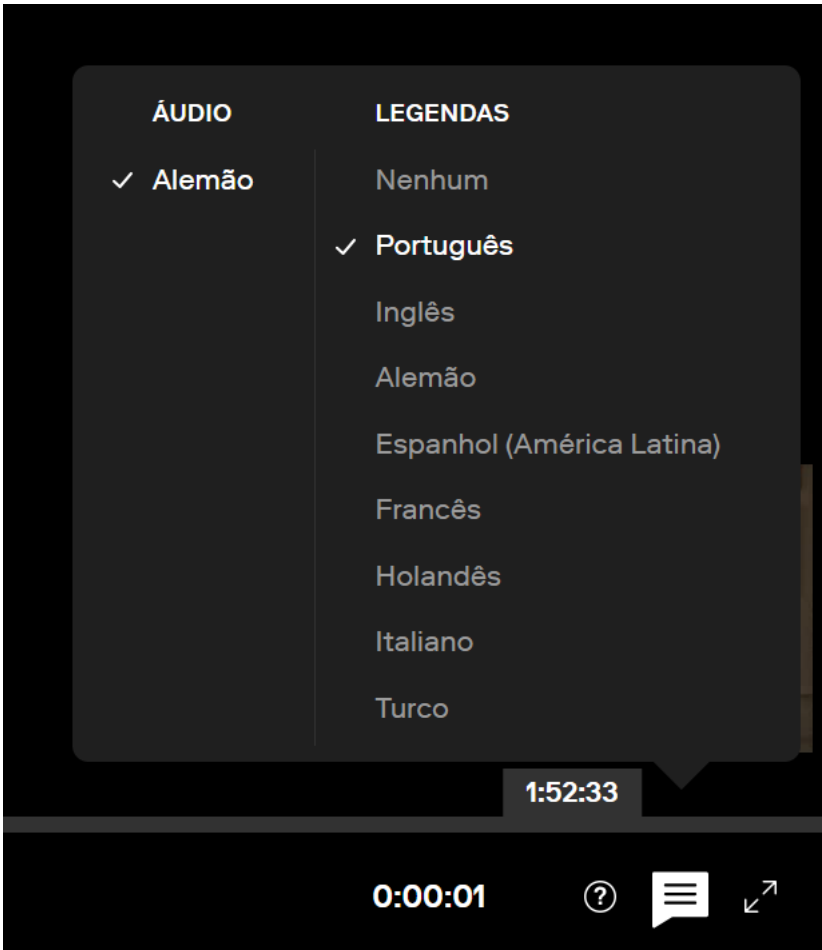 ÁUDIO
Alemão
LEGENDAS
Nenhum
Português
Inglês
Alemão
Espanhol (América Latina)
Francês
Holandês
Italiano
Turco
1:52:33
0:00:01
?